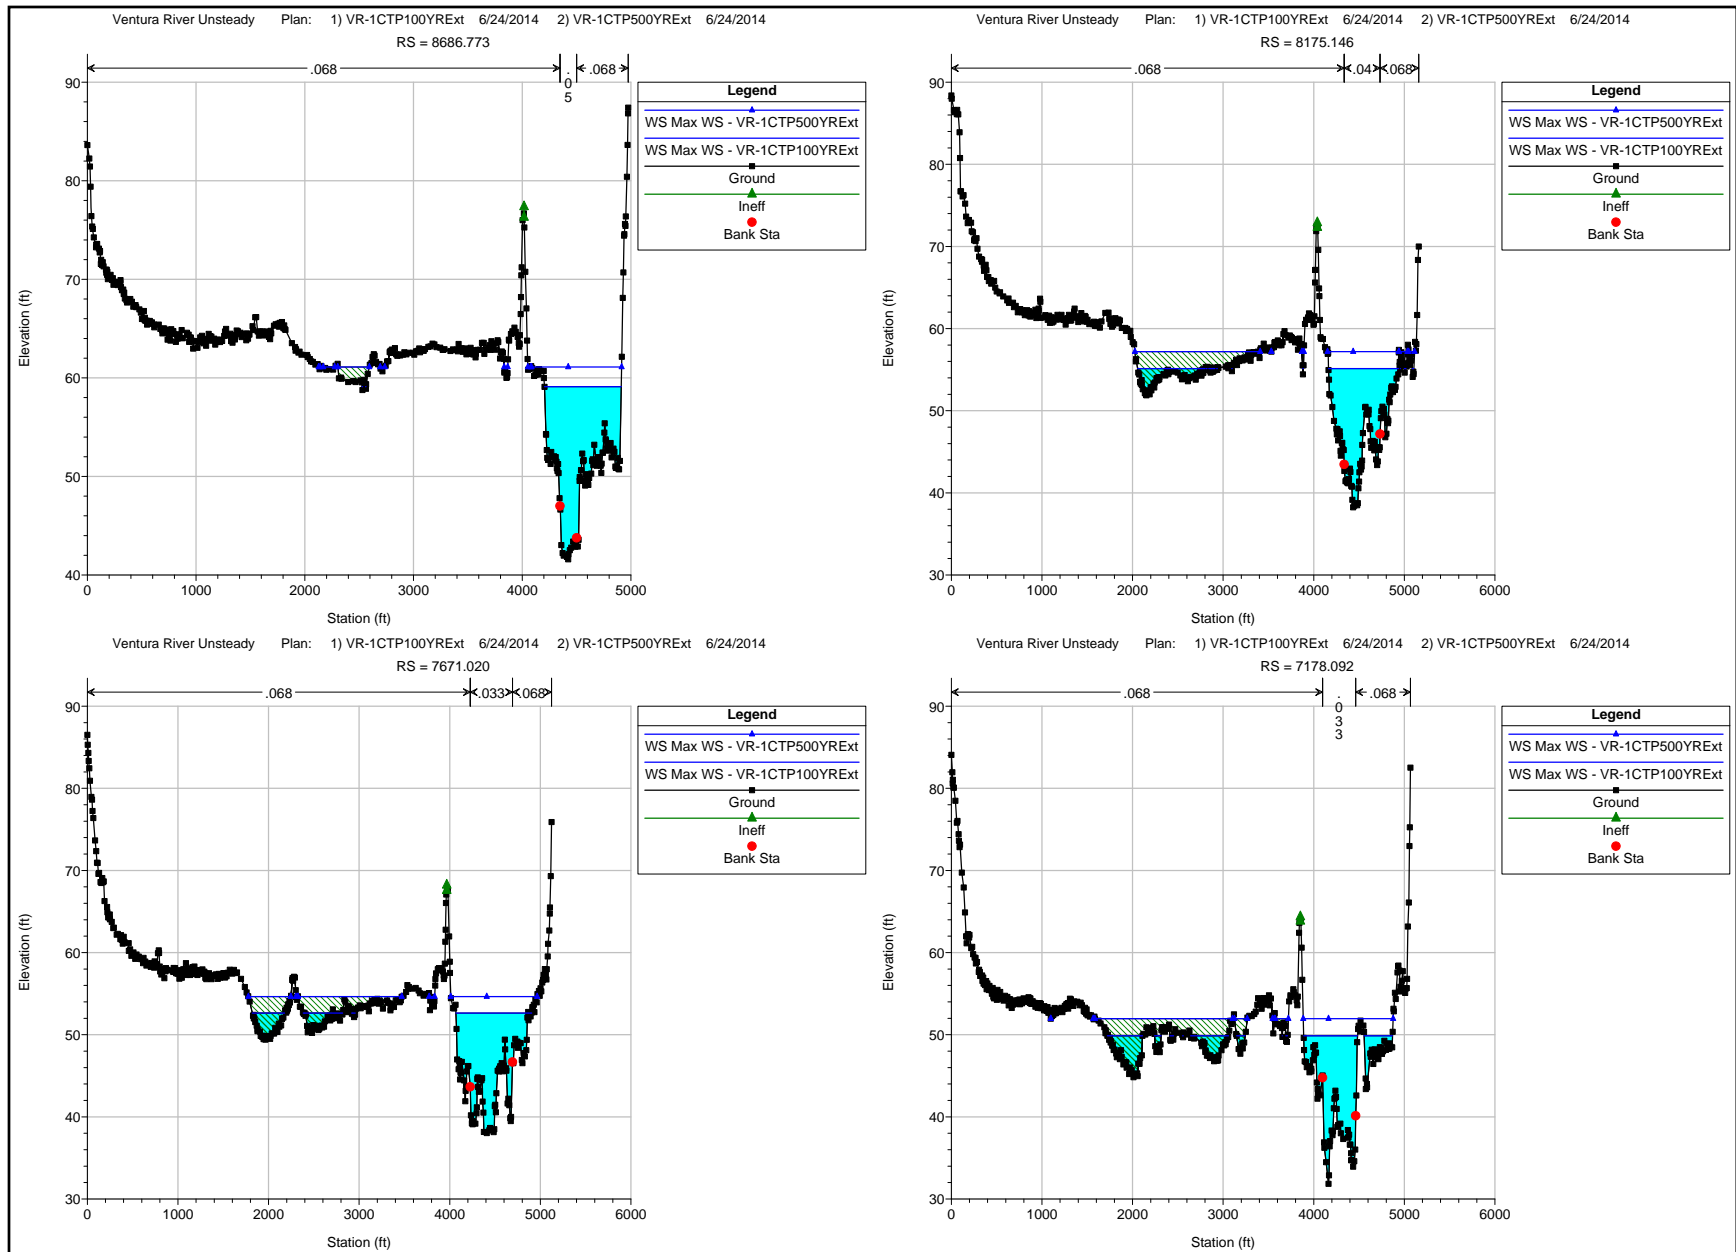 Ventura River Unsteady Plan: 1) VR-1CTP100YRExt 6/24/2014 2) VR-1CTP500YRExt 6/24/2014
RS = 8686.773
.068
.05
.068
Legend
WS Max WS - VR-1CTP500YRExt
WS Max WS - VR-1CTP100YRExt
Ground
Ineff
Bank Sta
Elevation (ft)
90
80
70
60
50
40
0 1000 2000 3000 4000 5000
Station (ft)
Ventura River Unsteady Plan: 1) VR-1CTP100YRExt 6/24/2014 2) VR-1CTP500YRExt 6/24/2014
RS = 8175.146
.068
.04
.068
Legend
WS Max WS - VR-1CTP500YRExt
WS Max WS - VR-1CTP100YRExt
Ground
Ineff
Bank Sta
Elevation (ft)
90
80
70
60
50
40
30
0 1000 2000 3000 4000 5000 6000
Station (ft)
Ventura River Unsteady Plan: 1) VR-1CTP100YRExt 6/24/2014 2) VR-1CTP500YRExt 6/24/2014
RS = 7671.020
.068
.033
.068
Legend
WS Max WS - VR-1CTP500YRExt
WS Max WS - VR-1CTP100YRExt
Ground
Ineff
Bank Sta
Elevation (ft)
90
80
70
60
50
40
30
0 1000 2000 3000 4000 5000 6000
Station (ft)
Ventura River Unsteady Plan: 1) VR-1CTP100YRExt 6/24/2014 2) VR-1CTP500YRExt 6/24/2014
RS = 7178.092
.068
.033
.068
Legend
WS Max WS - VR-1CTP500YRExt
WS Max WS - VR-1CTP100YRExt
Ground
Ineff
Bank Sta
Elevation (ft)
90
80
70
60
50
40
30
0 1000 2000 3000 4000 5000 6000
Station (ft)